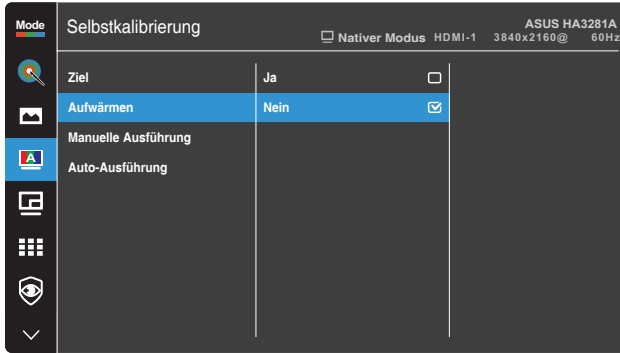 Mode
Selbstkalibrierung
ASUS HA3281A
Nativer Modus HDMI-1 3840x2160@ 60Hz
Ziel Ja
Aufwärmen Nein
Manuelle Ausführung
Auto-Ausführung
A